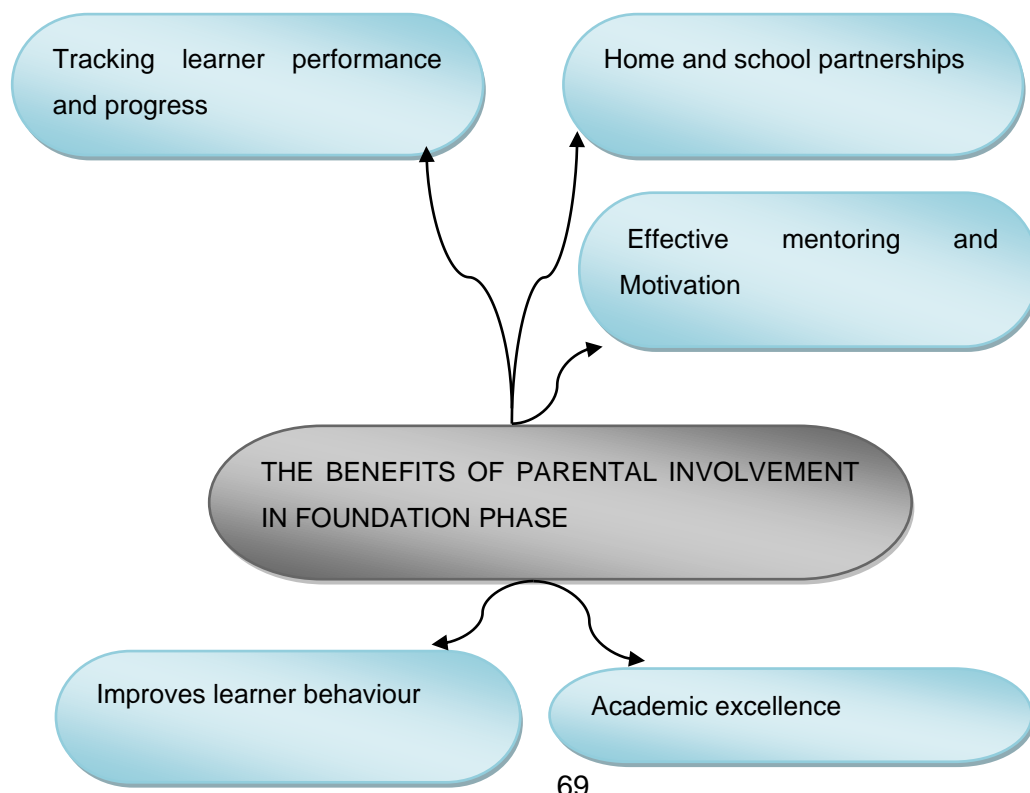 Tracking learner performance
and progress
Home and school partnerships
Effective mentoring and
Motivation
THE BENEFITS OF PARENTAL INVOLVEMENT
IN FOUNDATION PHASE
Improves learner behaviour
Academic excellence
69